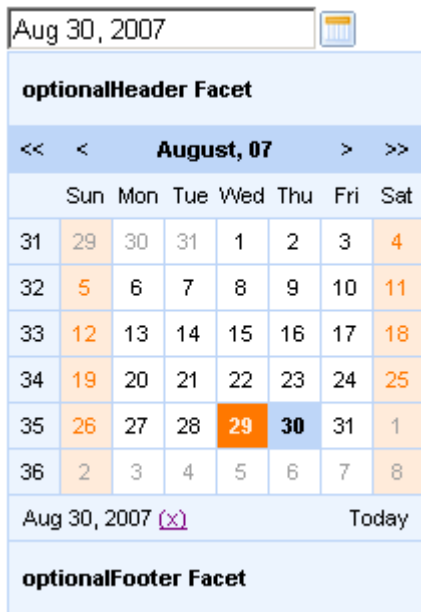 Aug 30, 2007
optionalHeader Facet
<< < August, 07 > >>
Sun Mon Tue Wed Thu Fri Sat
31 29 30 31 1 2 3 4
32 5 6 7 8 9 10 11
33 12 13 14 15 16 17 18
34 19 20 21 22 23 24 25
35 26 27 28 29 30 31 1
36 2 3 4 5 6 7 8
Aug 30, 2007 (x) Today
optionalFooter Facet